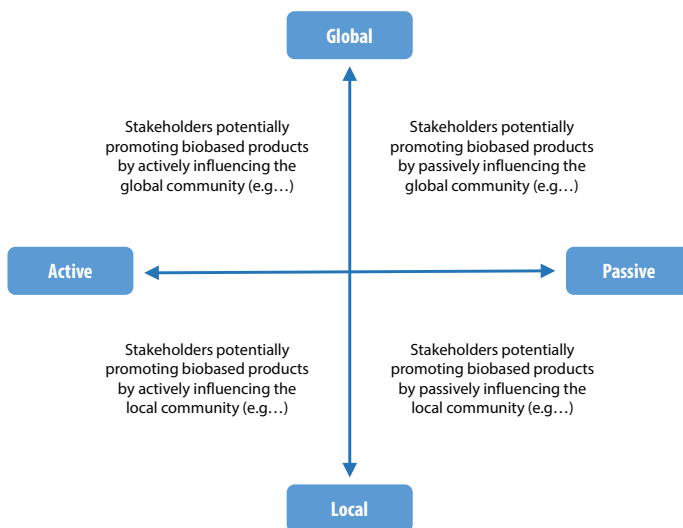 Global
Stakeholders potentially
promoting biobased products
by actively influencing the
global community (e.g…)
Stakeholders potentially
promoting biobased products
by passively influencing the
global community (e.g…)
Active
Passive
Stakeholders potentially
promoting biobased products
by actively influencing the
local community (e.g…)
Stakeholders potentially
promoting biobased products
by passively influencing the
local community (e.g…)
Local